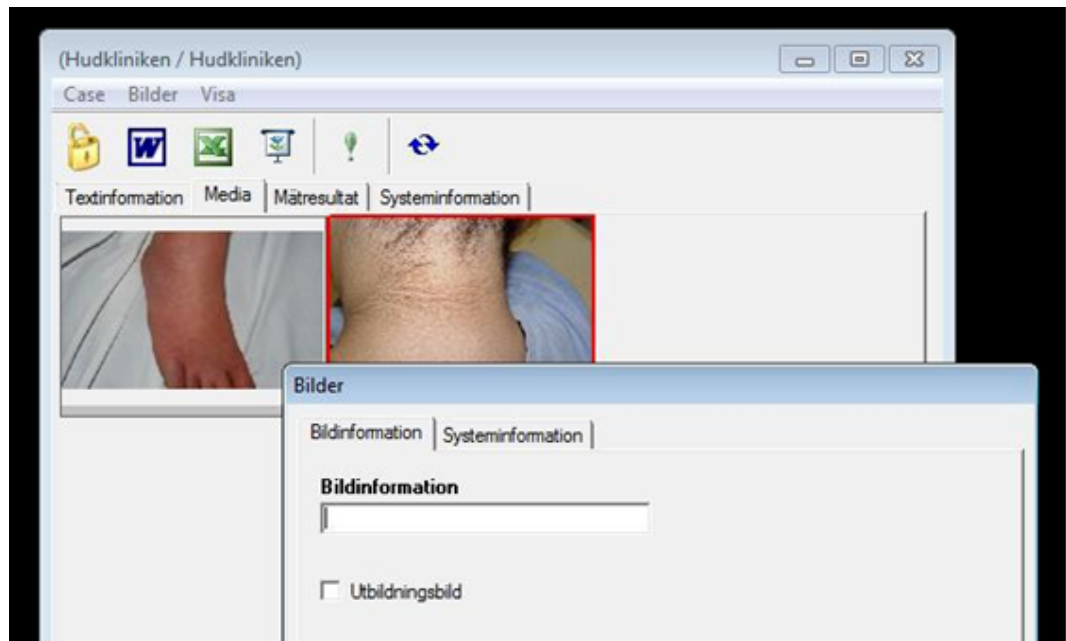 (Hudkliniken / Hudkliniken)
Case Bilder Visa
W
Textinformation Media Mätresultat Systeminformation
Bilder
Bildinformation Systeminformation
Bildinformation
Utbildningsbild